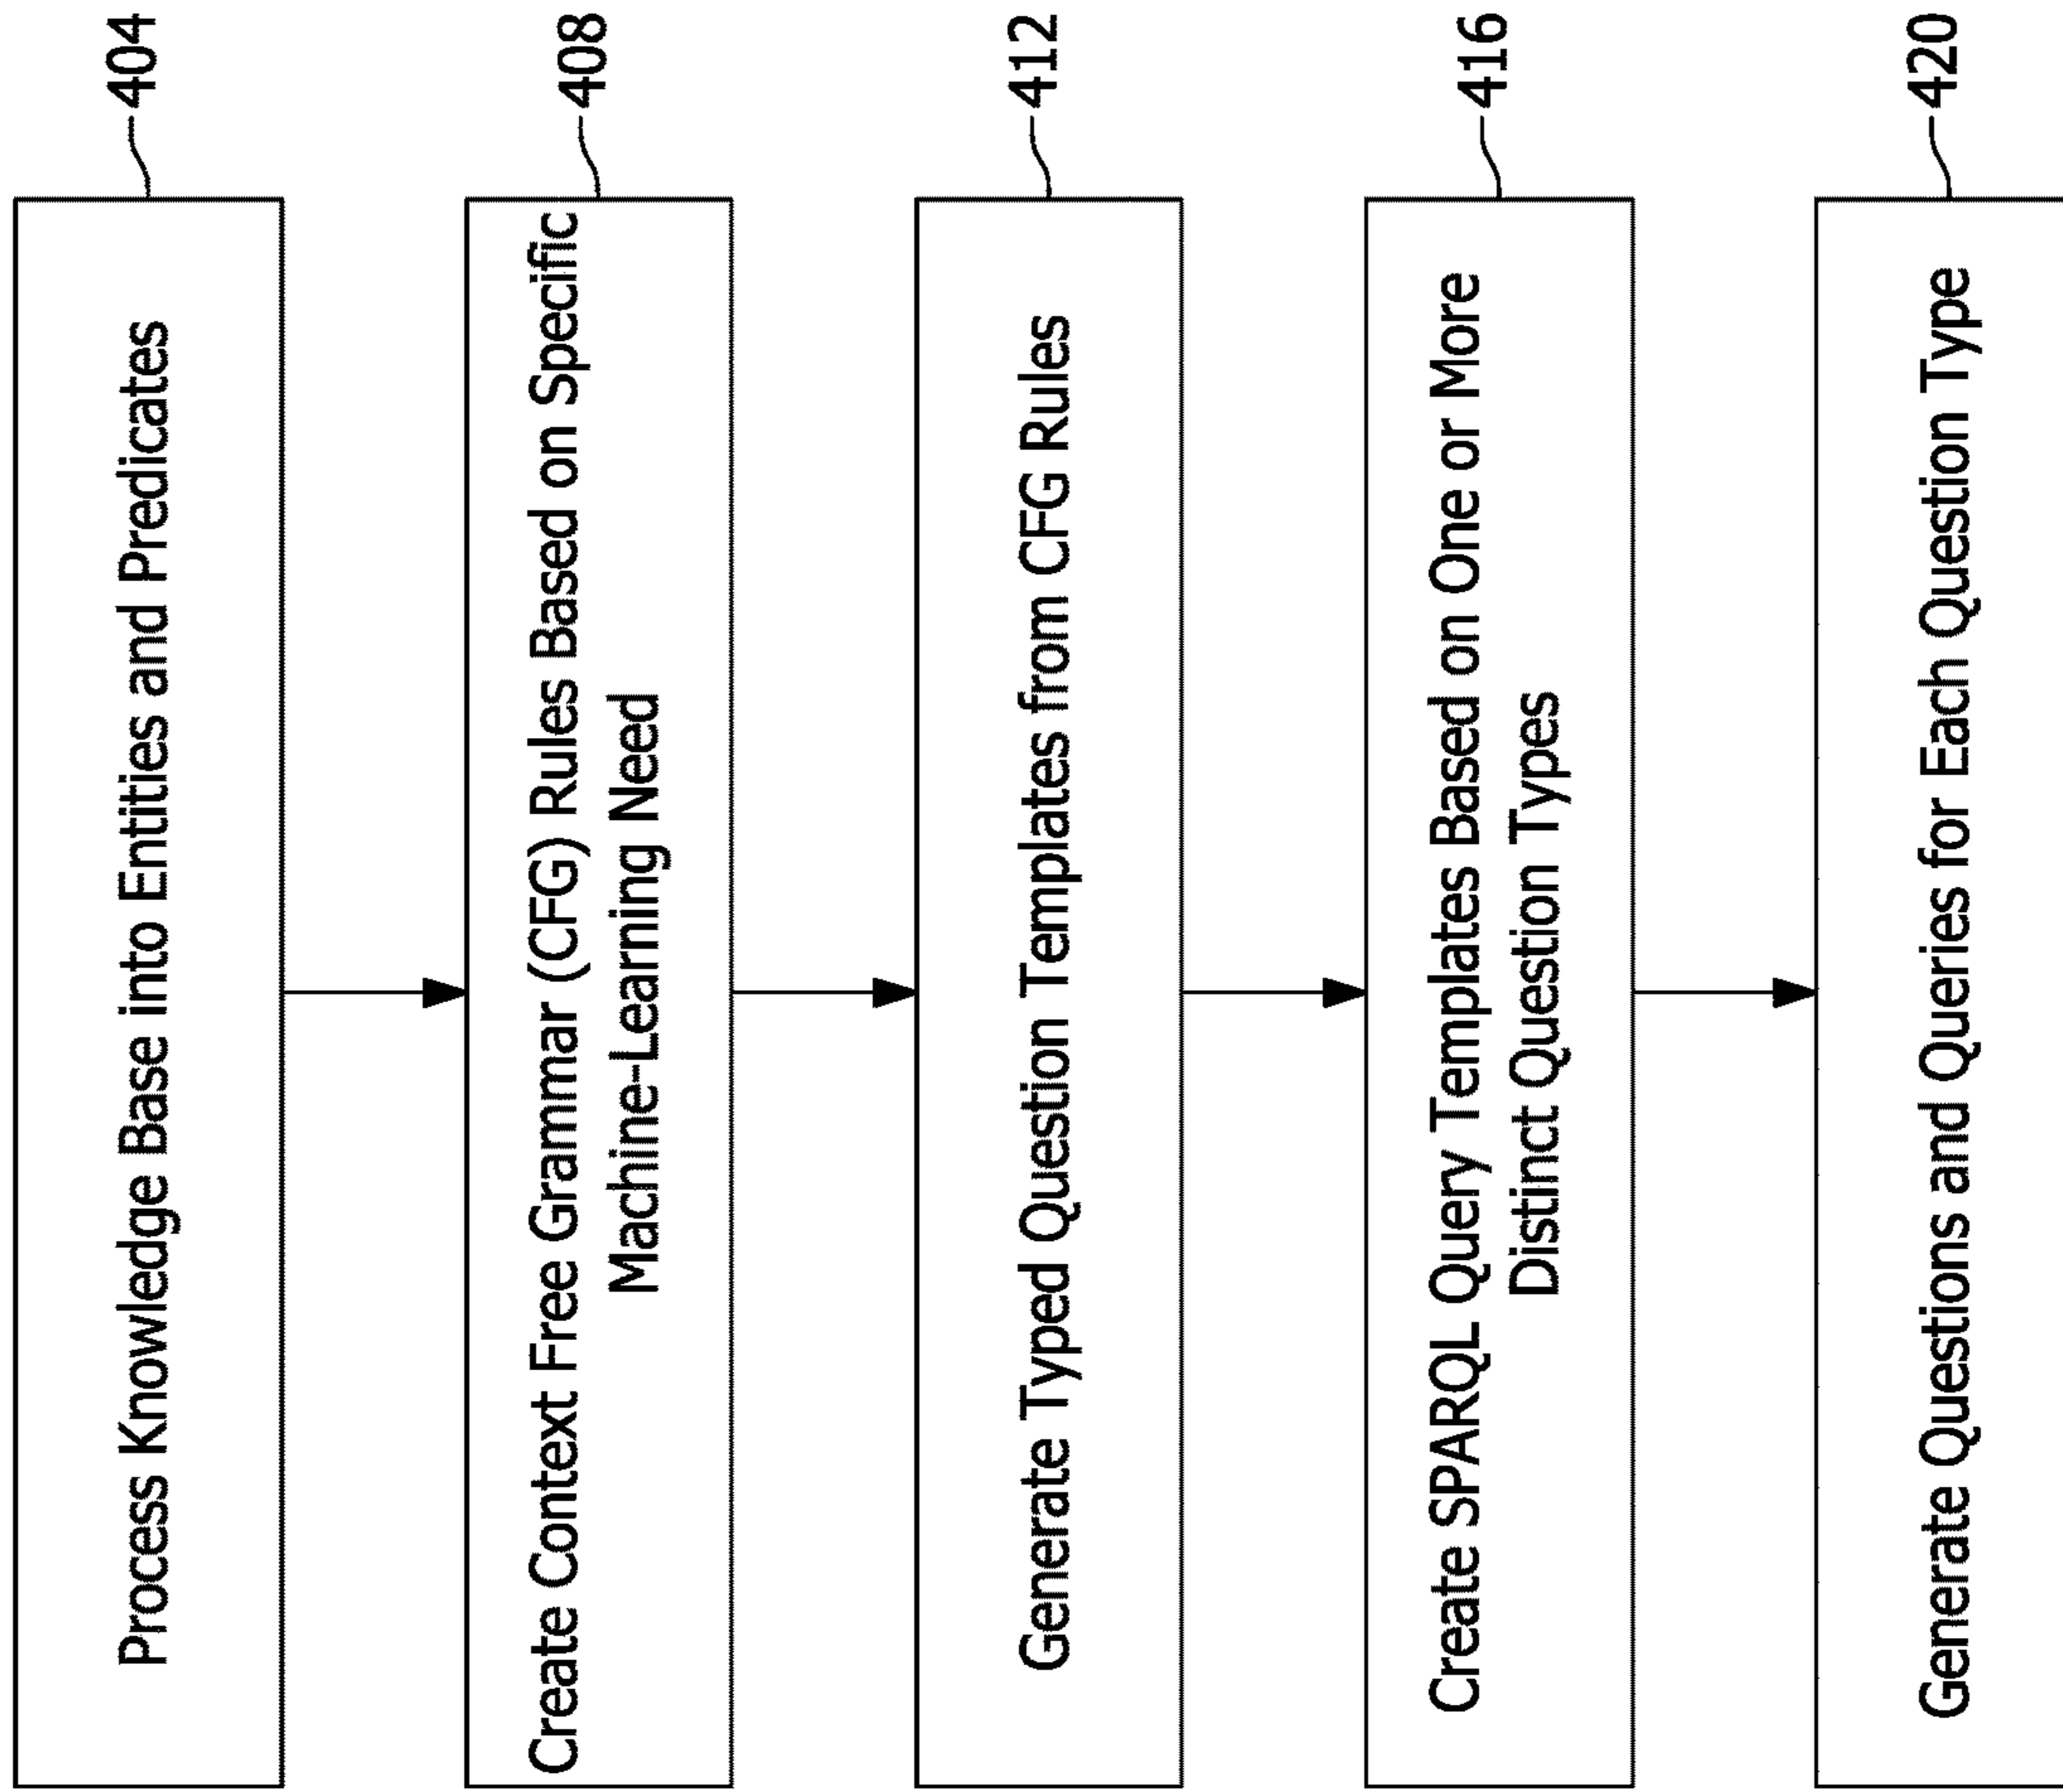 Process Knowledge Base into Entities and Predicates
404
Create Context Free Grammar (CFG) Rules Based on Specific
Machine-Learning Need
408
Generate Typed Question Templates from CFG Rules
412
Create SPARQL Query Templates Based on One or More
Distinct Question Types
416
Generate Questions and Queries for Each Question Type
420